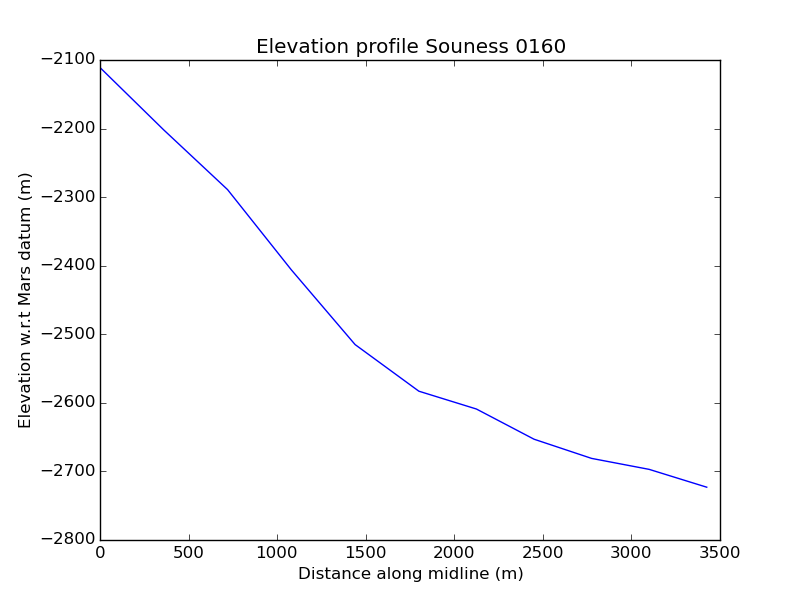 Elevation profile Souness 0160
−2100
−2200
−2300
−2400
−2500
−2600
−2700
−2800
Elevation w.r.t Mars datum (m)
0 500 1000 1500 2000 2500 3000 3500
Distance along midline (m)